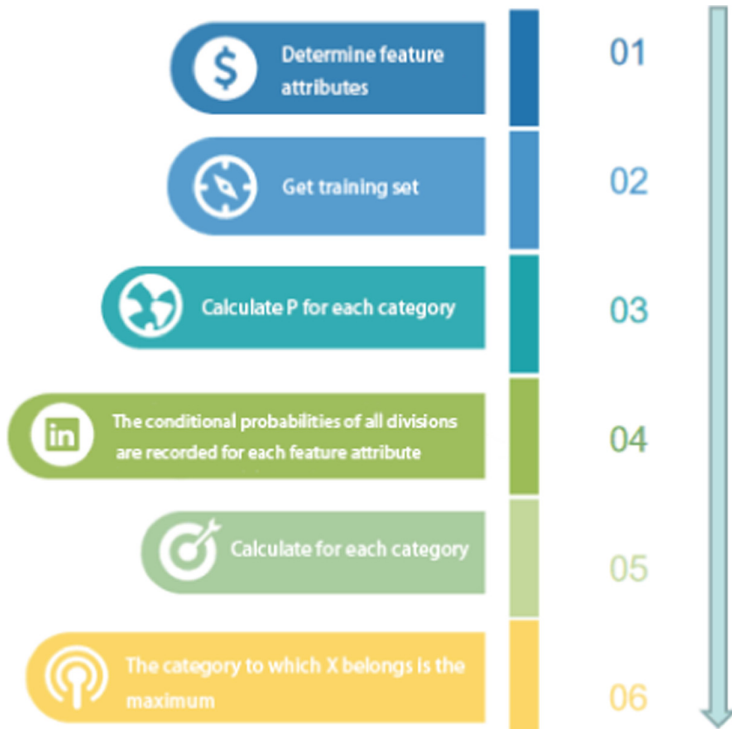 Determine feature
attributes
01
Get training set
02
Calculate P for each category
03
in
The conditional probabilities of all divisions
are recorded for each feature attribute
04
Calculate for each category
05
The category to which X belongs is the
maximum
06